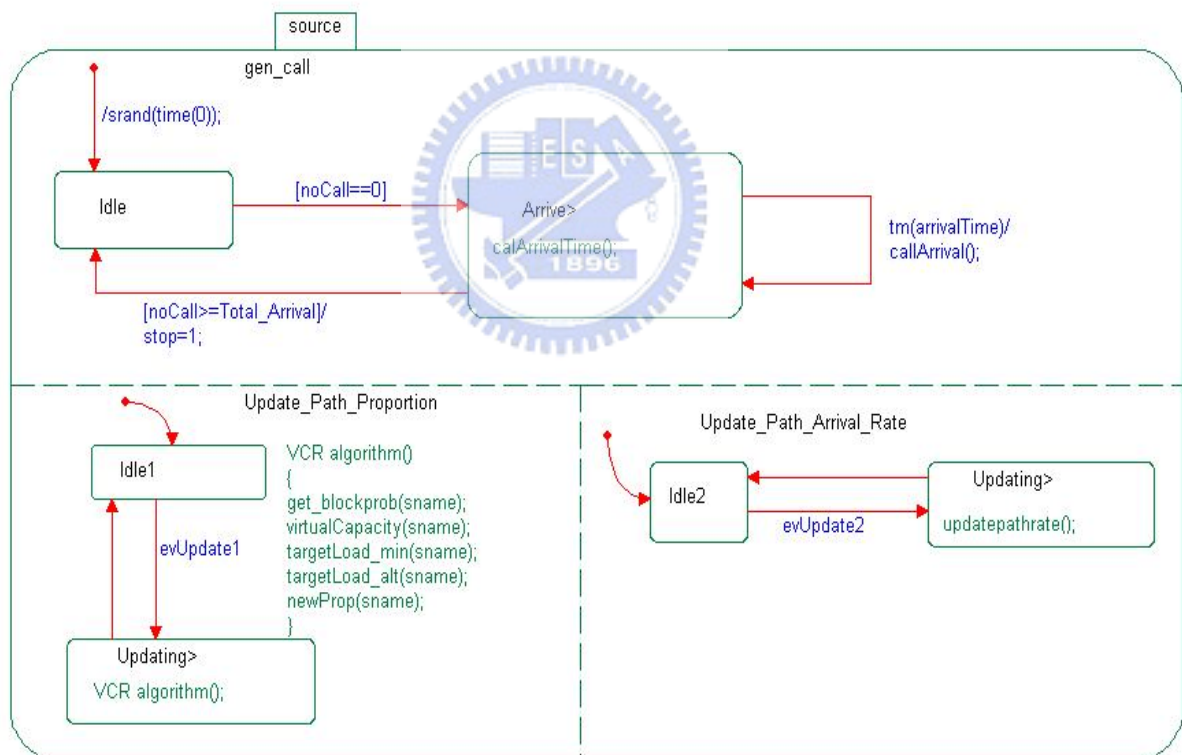 source
gen_call
/srand(time(0));
Idle
[noCall==0]
Arrive>
calArrivalTime();
tm(arrivalTime)/
callArrival();
[noCall>=Total_Arrival]/
stop=1;
E S A
1896
Update_Path_Proportion
Idle1
evUpdate1
VCR algorithm()
{
get_blockprob(sname);
virtualCapacity(sname);
targetLoad_min(sname);
targetLoad_alt(sname);
newProp(sname);
}
Updating>
VCR algorithm();
Update_Path_Arrival_Rate
Idle2
evUpdate2
Updating>
updatepathrate();